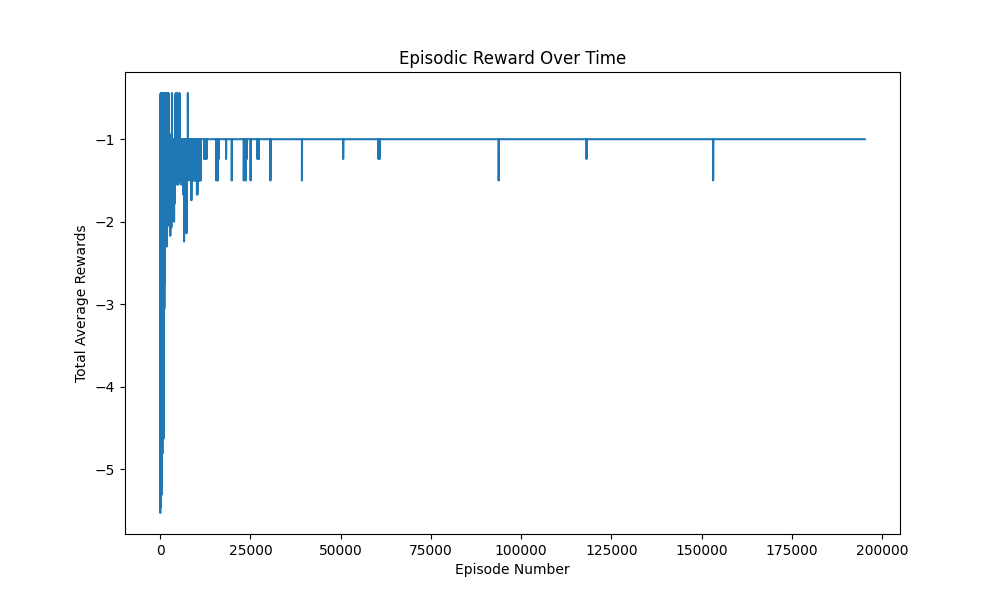 Episodic Reward Over Time
Total Average Rewards
−1
−2
−3
−4
−5
0 25000 50000 75000 100000 125000 150000 175000 200000
Episode Number